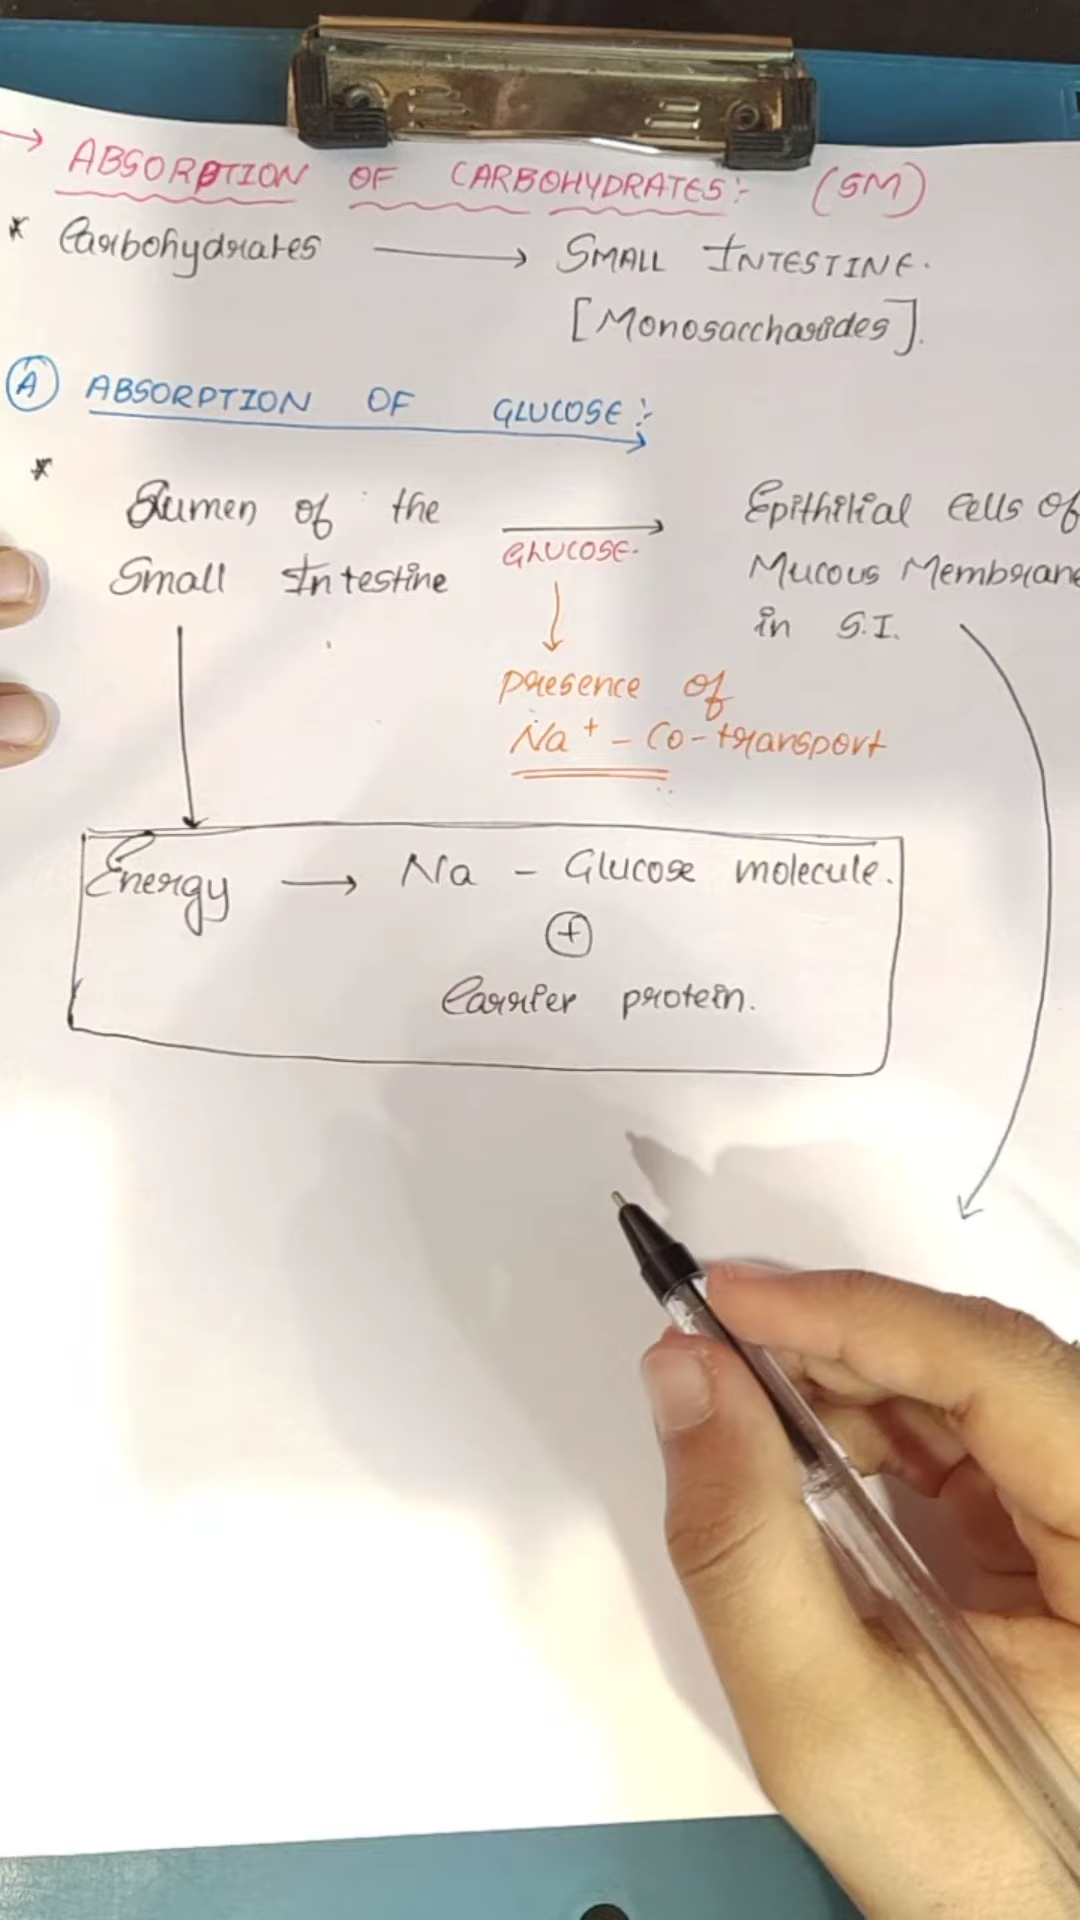 → ABSORPTION OF CARBOHYDRATES:- (5M)
* Carbohydrates → SMALL INTESTINE.
[Monosaccharides].
(A) ABSORPTION OF GLUCOSE:-
* Lumen of the Small Intestine → GLUCOSE. Epithilial Cells of
Mucous Membrane
in S.I.
↓
presence of
Na⁺ - Co-transport
Energy → Na - Glucose molecule.
⊕
Carrier protein.